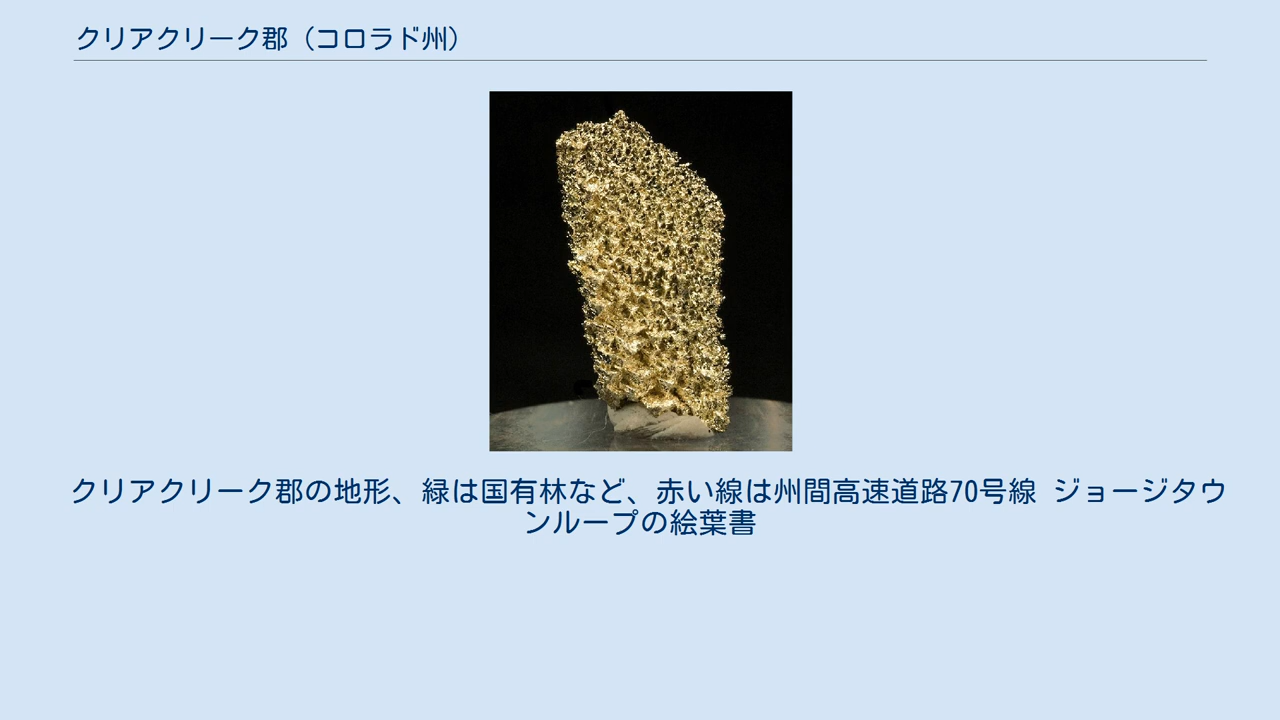 クリアクリーク郡（コロラド州）
クリアクリーク郡の地形、緑は国有林など、赤い線は州間高速道路70号線 ジョージタウ
ンループの絵葉書